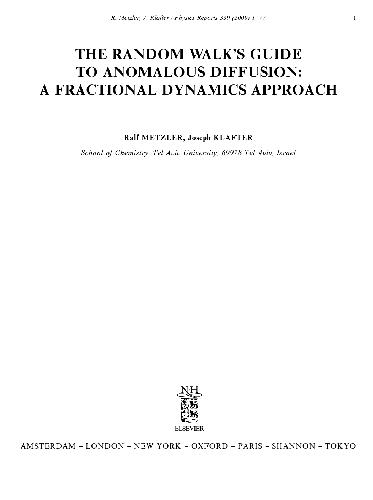 R. Metzler, J. Klafter / Physics Reports 339 (2000) 1-77
1
THE RANDOM WALK'S GUIDE
TO ANOMALOUS DIFFUSION:
A FRACTIONAL DYNAMICS APPROACH
Ralf METZLER, Joseph KLAFTER
School of Chemistry, Tel Aviv University, 69978 Tel Aviv, Israel
NH
ELSEVIER
AMSTERDAM – LONDON – NEW YORK – OXFORD – PARIS – SHANNON – TOKYO